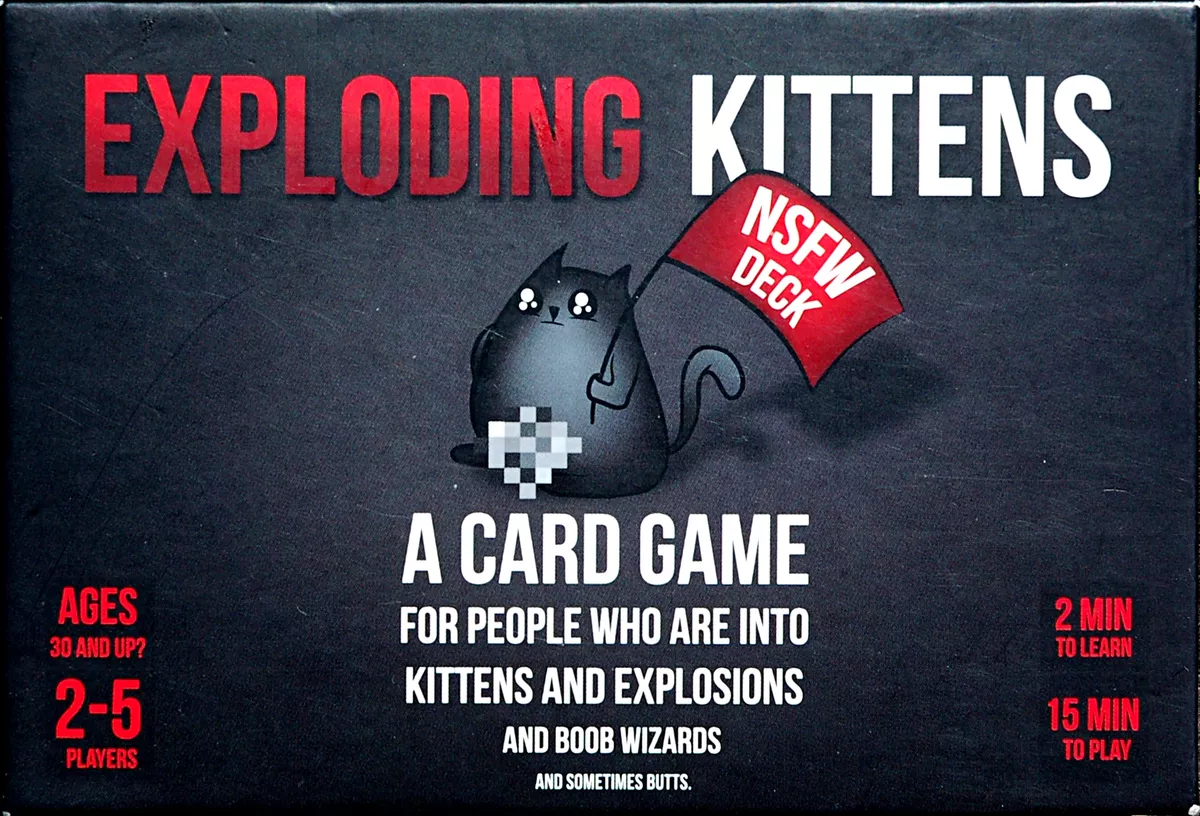 EXPLODING KITTENS
NSFW
DECK
A CARD GAME
FOR PEOPLE WHO ARE INTO
KITTENS AND EXPLOSIONS
AND BOOB WIZARDS
AND SOMETIMES BUTTS.
AGES
30 AND UP?
2-5
PLAYERS
2 MIN
TO LEARN
15 MIN
TO PLAY